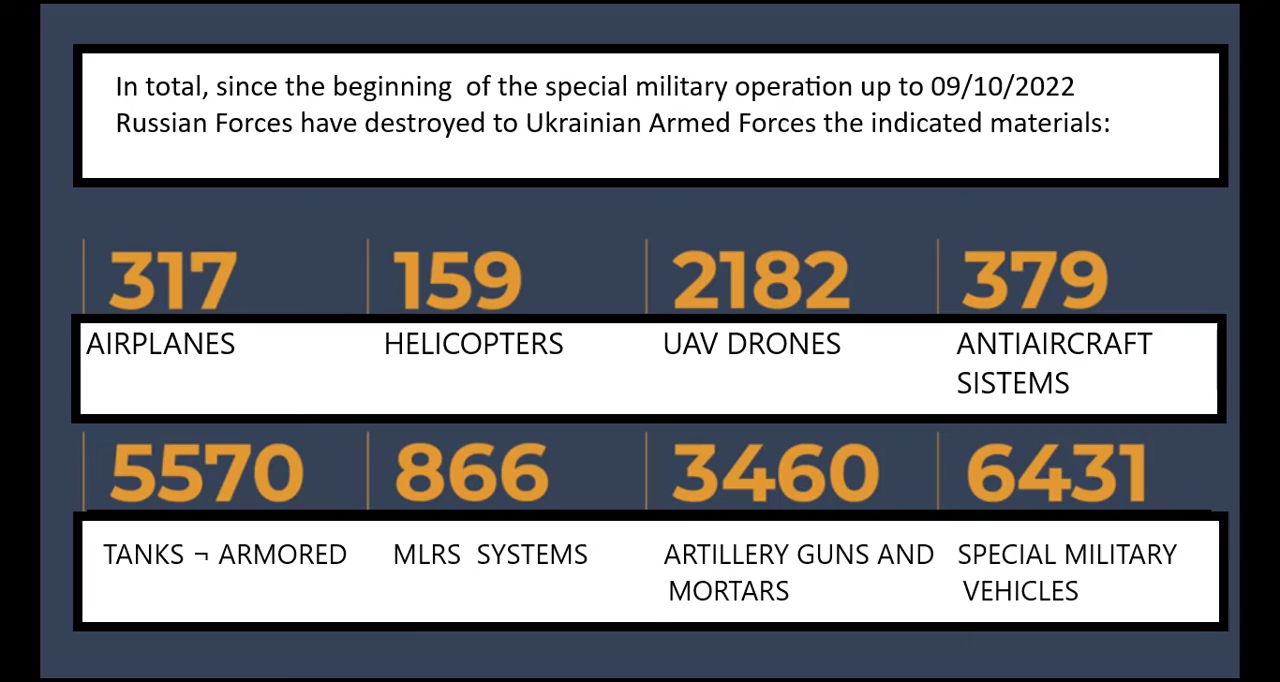 In total, since the beginning  of the special military operation up to 09/10/2022
Russian Forces have destroyed to Ukrainian Armed Forces the indicated materials:
317 159 2182 379
AIRPLANES HELICOPTERS UAV DRONES ANTIAIRCRAFT
SISTEMS
5570 866 3460 6431
TANKS ¬ ARMORED MLRS  SYSTEMS ARTILLERY GUNS AND SPECIAL MILITARY
MORTARS VEHICLES